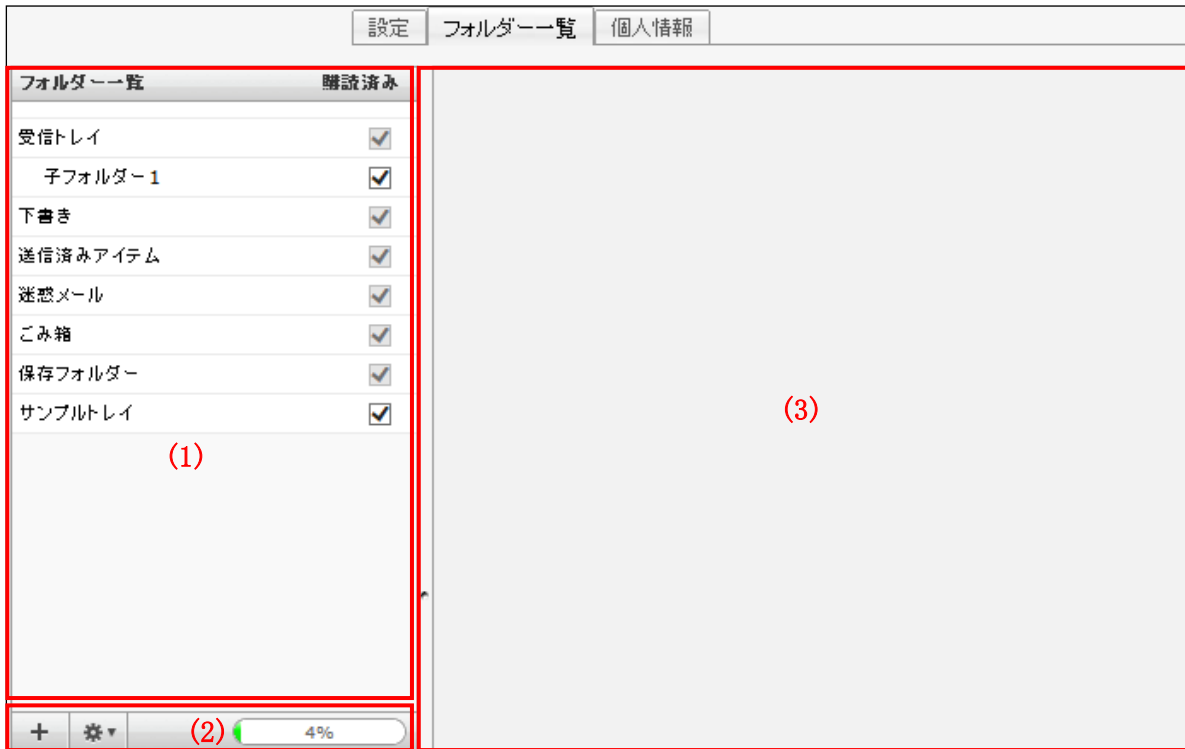 設定 フォルダー一覧 個人情報
フォルダー一覧 購読済み
受信トレイ
子フォルダー1
下書き
送信済みアイテム
迷惑メール
ごみ箱
保存フォルダー
サンプルトレイ
(3)
(1)
(2) 4%